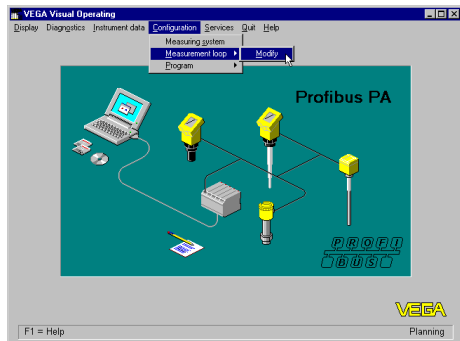 VEGA Visual Operating
Display Diagnostics Instrument data Configuration Services Quit Help
Measuring system
Measurement loop Modify
Program
Profibus PA
PROFI
BUS
VEGA
F1 = Help Planning